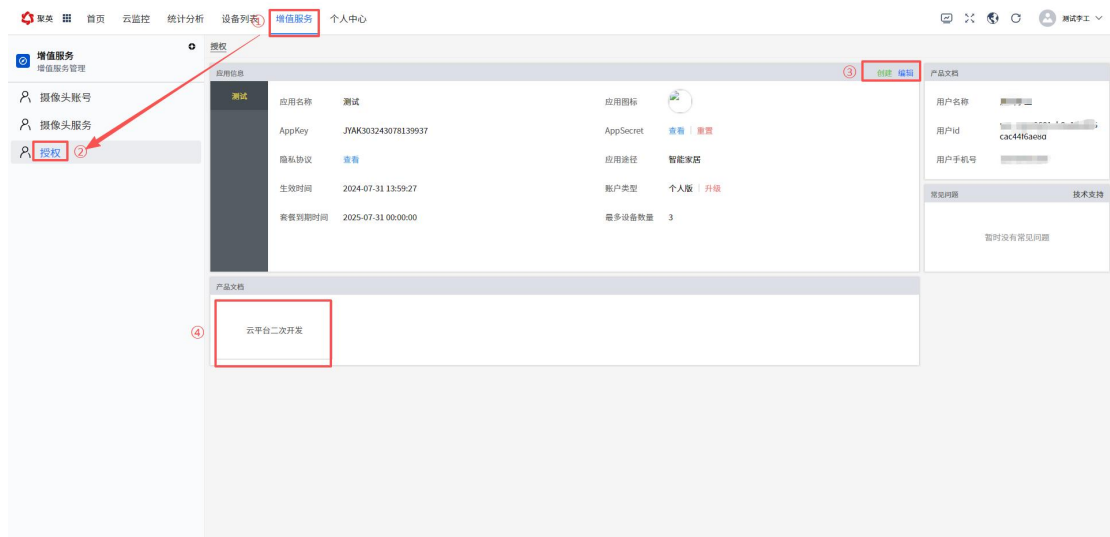 聚英 首页 云监控 统计分析 设备列表 ① 增值服务 个人中心 测试李工
增值服务
增值服务管理
摄像头账号
摄像头服务
授权 ②
授权
应用信息 ③ 创建 编辑
测试
应用名称 测试 应用图标
AppKey JYAK303243078139937 AppSecret 查看 | 重置
隐私协议 查看 应用途径 智能家居
生效时间 2024-07-31 13:59:27 账户类型 个人版 | 升级
套餐到期时间 2025-07-31 00:00:00 最多设备数量 3
产品文档
④ 云平台二次开发
产品文档
用户名称
用户id
cac44f6ae8d
用户手机号
常见问题 技术支持
暂时没有常见问题